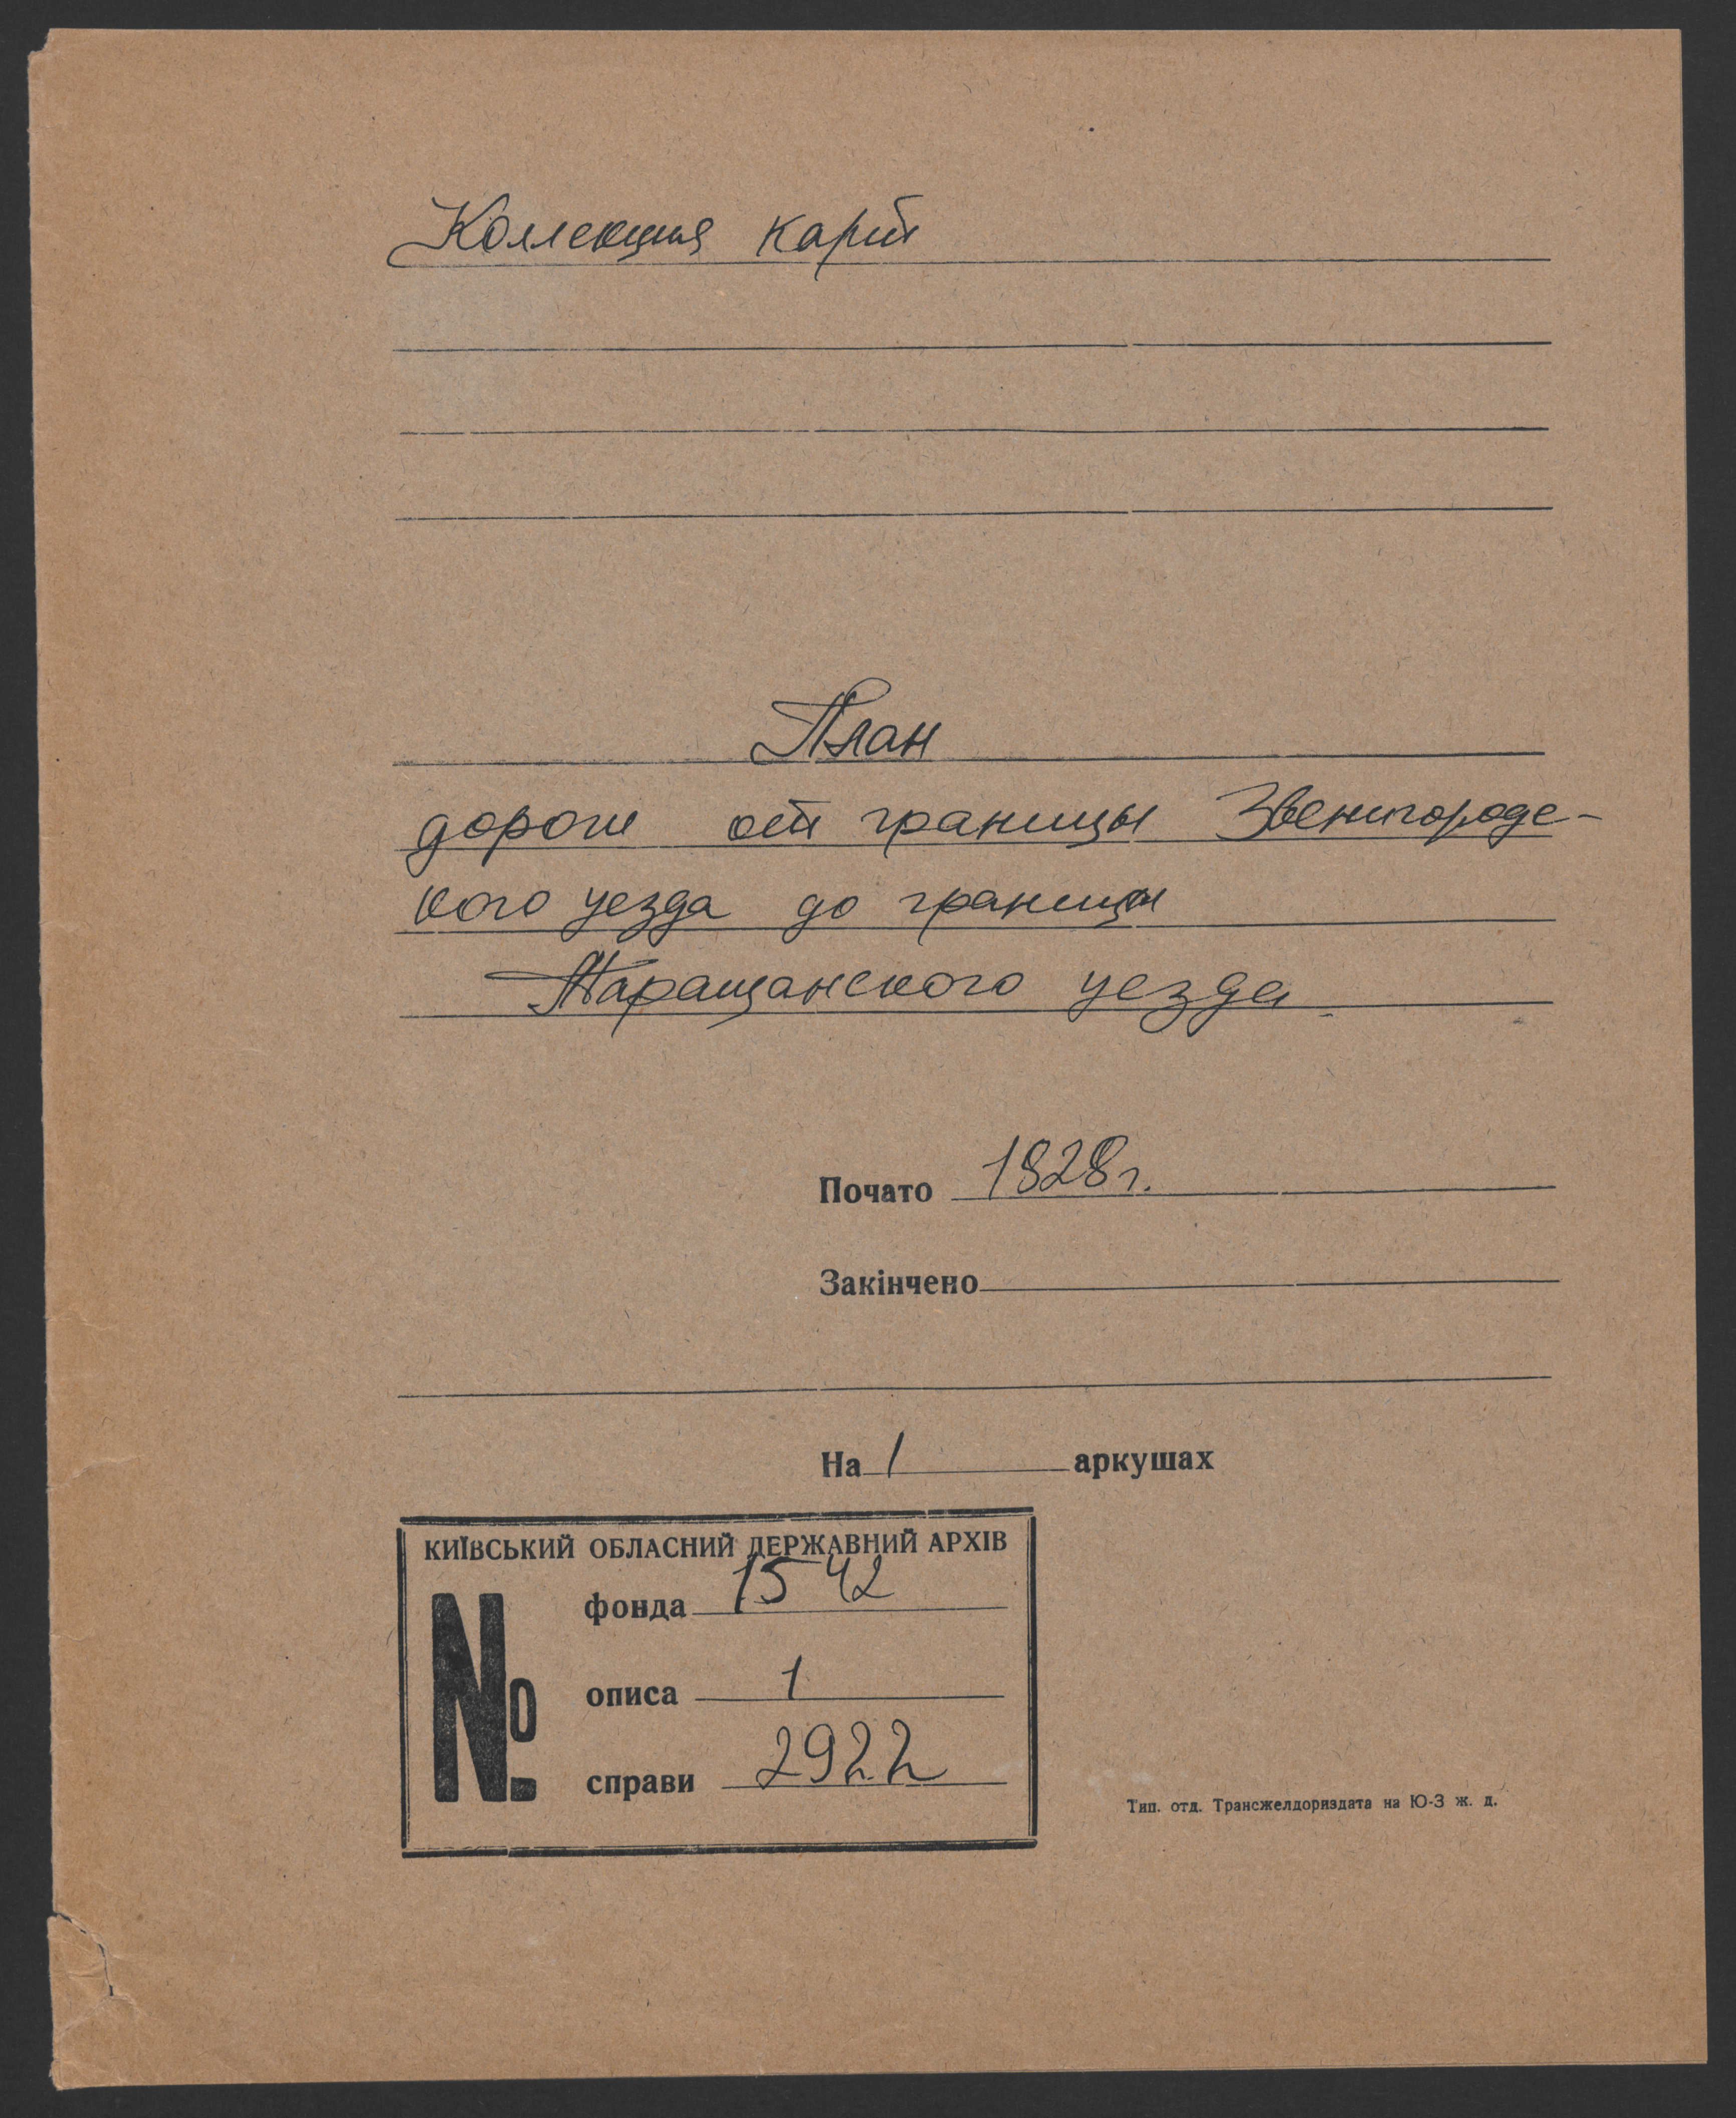 Коллекция карт
План
дороги от границы Звенигородс-
кого уезда до границы
Таращанского уезда
Почато 1828 г.
Закінчено
На 1 аркушах
КИЇВСЬКИЙ ОБЛАСНИЙ ДЕРЖАВНИЙ АРХІВ
№
фонда 1542
описа 1
справи 2922
Тип. отд. Трансжелдориздата на Ю-З ж. д.